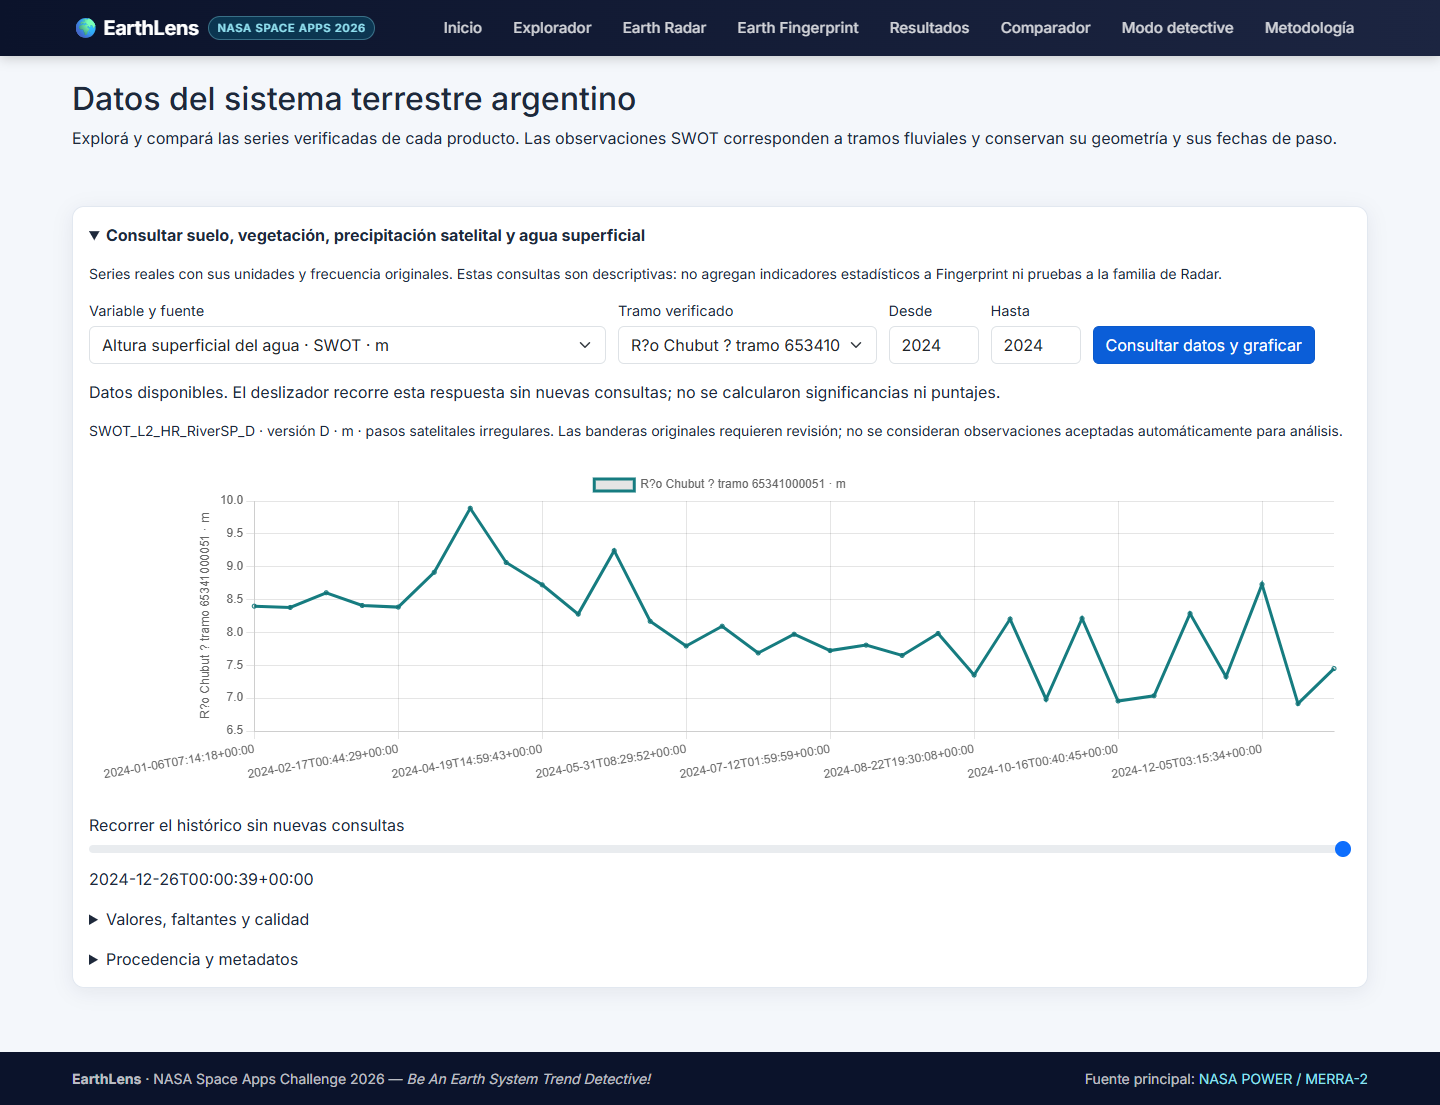 EarthLens NASA SPACE APPS 2026 Inicio Explorador Earth Radar Earth Fingerprint Resultados Comparador Modo detective Metodología
Datos del sistema terrestre argentino
Explorá y compará las series verificadas de cada producto. Las observaciones SWOT corresponden a tramos fluviales y conservan su geometría y sus fechas de paso.
Consultar suelo, vegetación, precipitación satelital y agua superficial
Series reales con sus unidades y frecuencia originales. Estas consultas son descriptivas: no agregan indicadores estadísticos a Fingerprint ni pruebas a la familia de Radar.
Variable y fuente Tramo verificado Desde Hasta
Altura superficial del agua · SWOT · m R?o Chubut ? tramo 653410 2024 2024 Consultar datos y graficar
Datos disponibles. El deslizador recorre esta respuesta sin nuevas consultas; no se calcularon significancias ni puntajes.
SWOT_L2_HR_RiverSP_D · versión D · m · pasos satelitales irregulares. Las banderas originales requieren revisión; no se consideran observaciones aceptadas automáticamente para análisis.
R?o Chubut ? tramo 65341000051 · m
R?o Chubut ? tramo 65341000051 · m
10.0
9.5
9.0
8.5
8.0
7.5
7.0
6.5
2024-01-06T07:14:18+00:00 2024-02-17T00:44:29+00:00 2024-04-19T14:59:43+00:00 2024-05-31T08:29:52+00:00 2024-07-12T01:59:59+00:00 2024-08-22T19:30:08+00:00 2024-10-16T00:40:45+00:00 2024-12-05T03:15:34+00:00
Recorrer el histórico sin nuevas consultas
2024-12-26T00:00:39+00:00
Valores, faltantes y calidad
Procedencia y metadatos
EarthLens · NASA Space Apps Challenge 2026 — Be An Earth System Trend Detective! Fuente principal: NASA POWER / MERRA-2